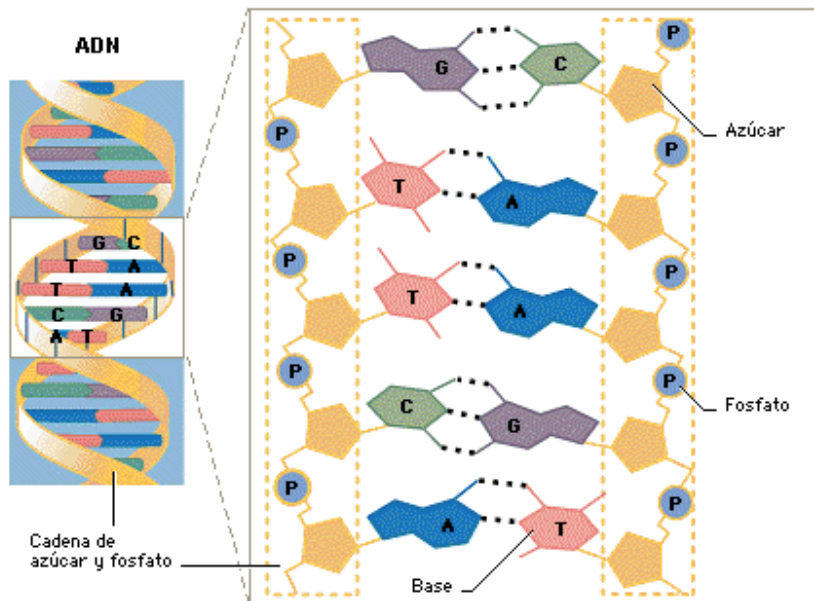 ADN
G C
T A
T A
C G
A T
Cadena de
azúcar y fosfato
P
G C
Azúcar
P
P
T A
P
P
T A
P
P
Fosfato
C G
P
P
A T
Base